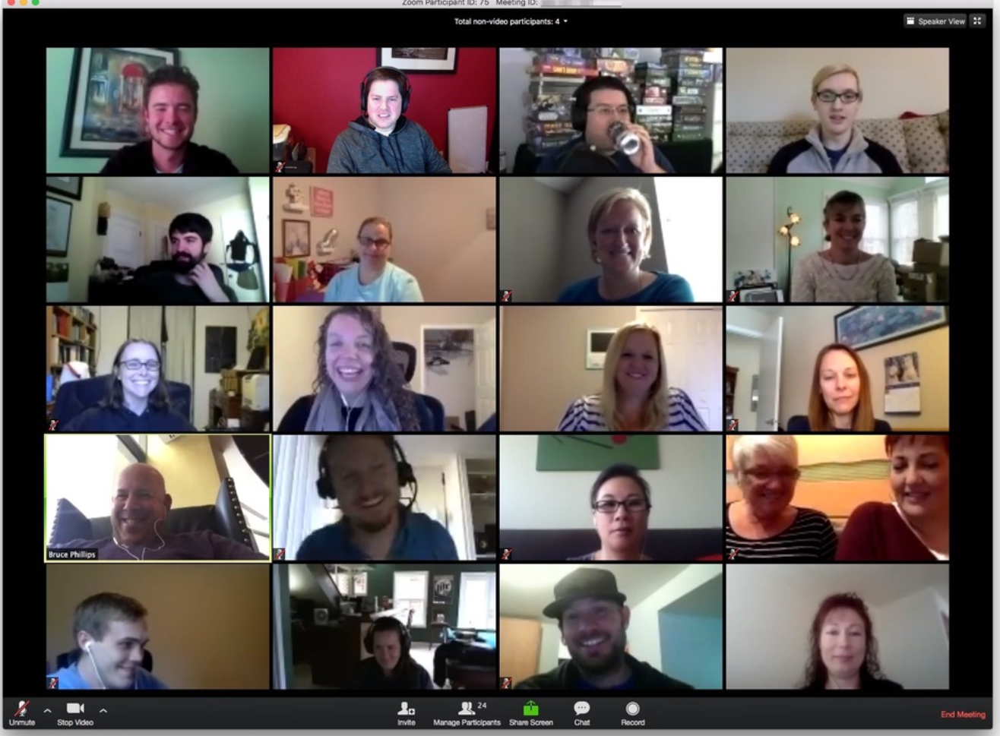 Zoom Participant ID: 75 Meeting ID:
Total non-video participants: 4
Speaker View
Bruce Phillips
Unmute
Stop Video
Invite
24
Manage Participants
Share Screen
Chat
Record
End Meeting